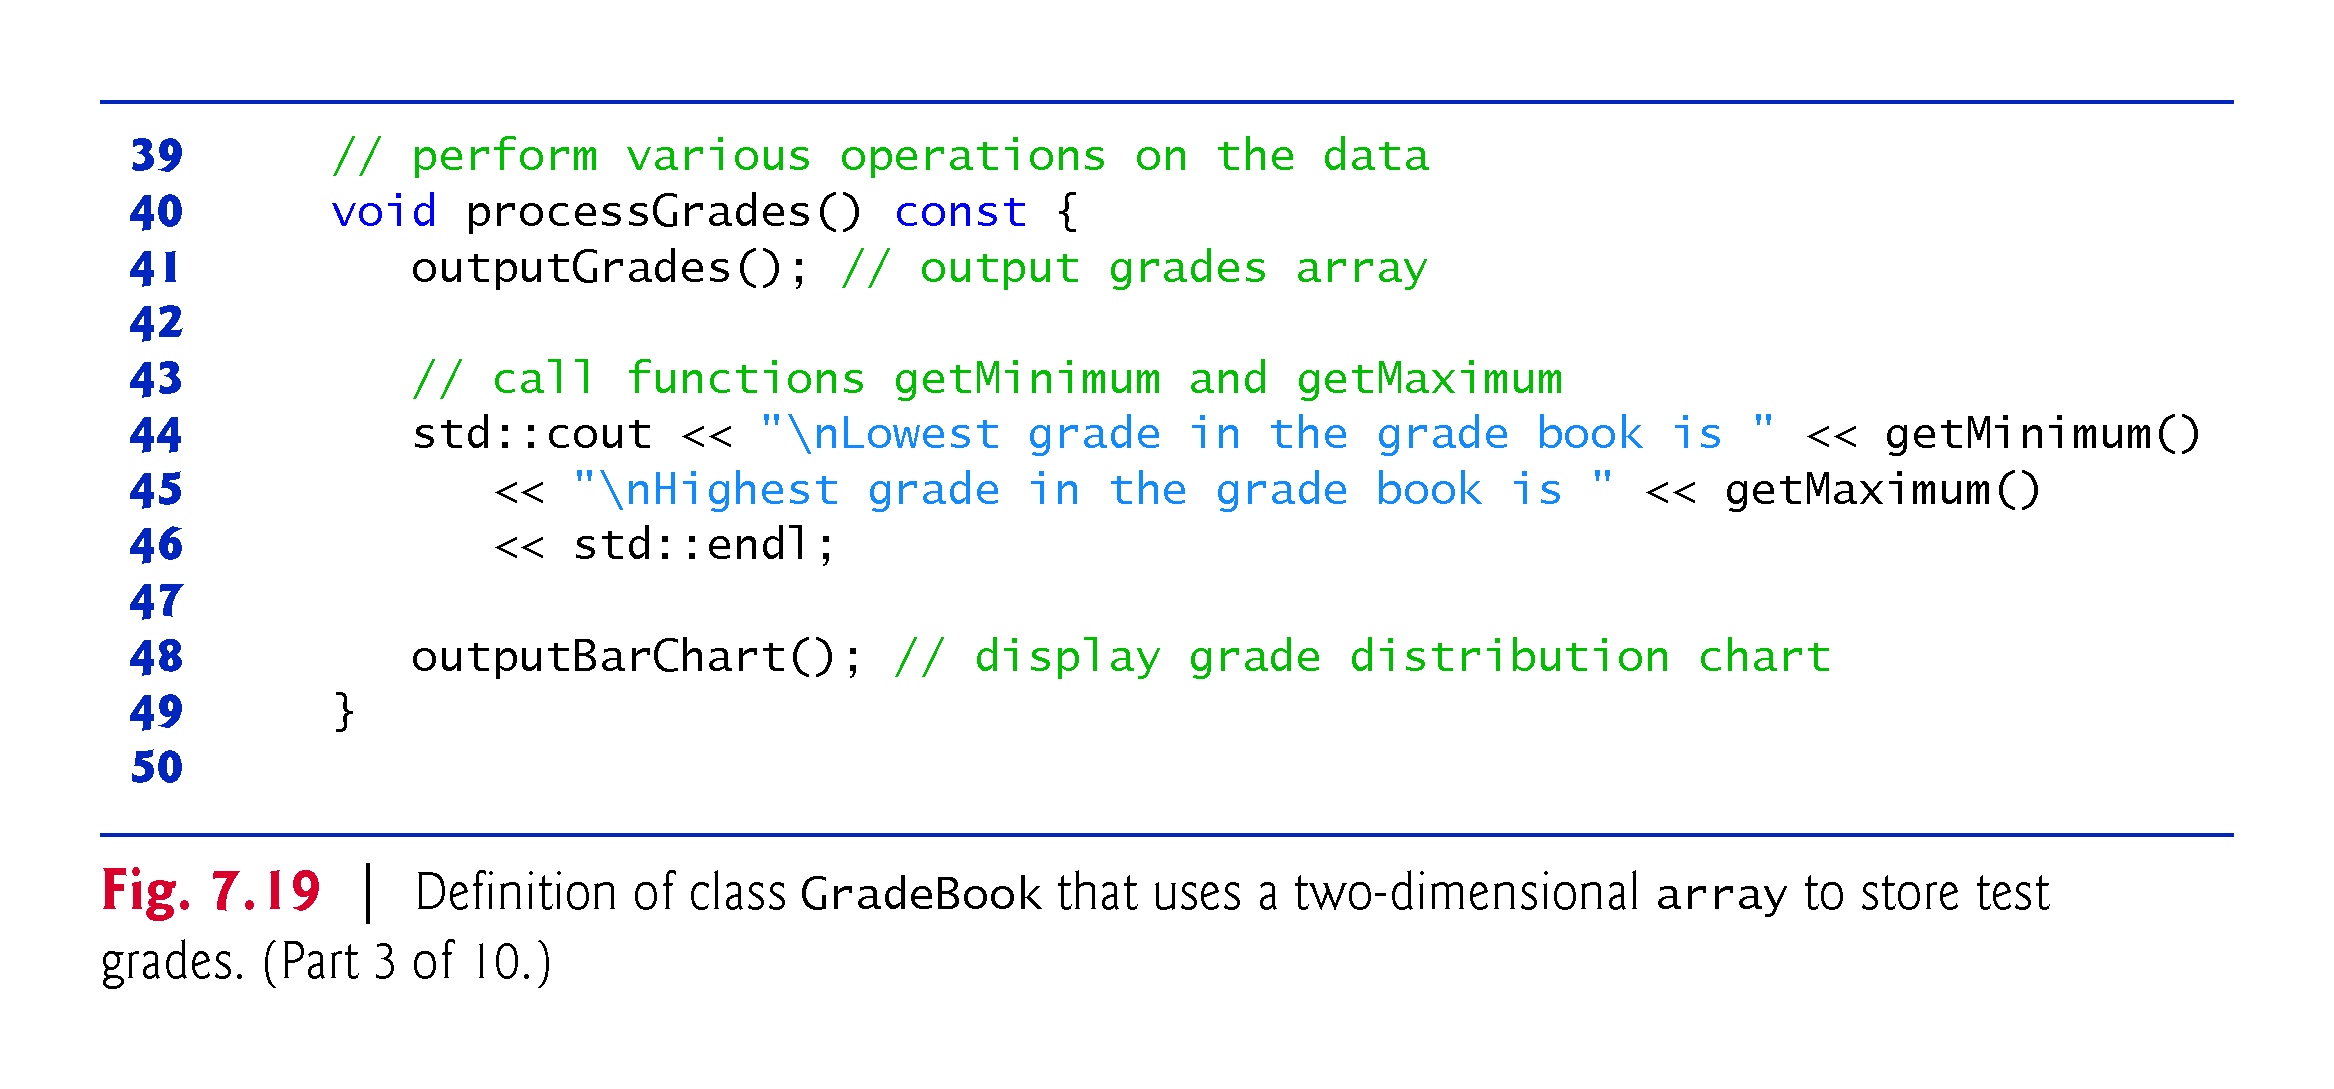 39 // perform various operations on the data
40 void processGrades() const {
41 outputGrades(); // output grades array
42
43 // call functions getMinimum and getMaximum
44 std::cout << "\nLowest grade in the grade book is " << getMinimum()
45 << "\nHighest grade in the grade book is " << getMaximum()
46 << std::endl;
47
48 outputBarChart(); // display grade distribution chart
49 }
50
Fig. 7.19 | Definition of class GradeBook that uses a two-dimensional array to store test
grades. (Part 3 of 10.)